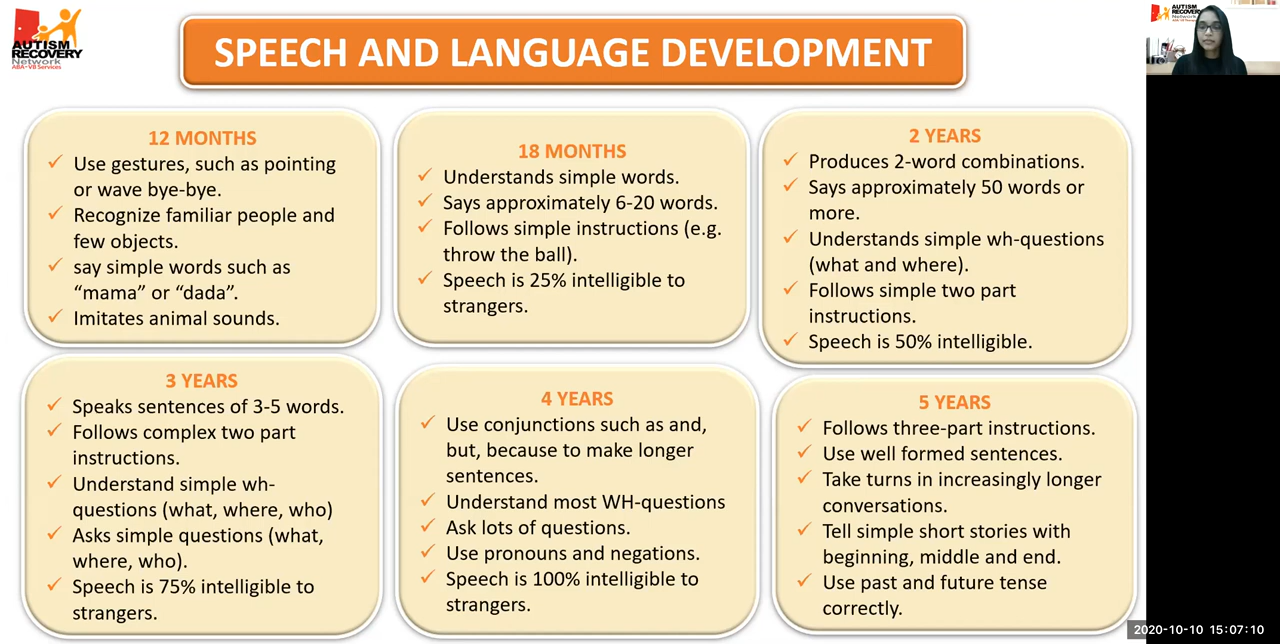 AUTISM
RECOVERY
Network
ABA • VB Services
SPEECH AND LANGUAGE DEVELOPMENT
AUTISM
RECOVERY
Network
12 MONTHS
✓ Use gestures, such as pointing
or wave bye-bye.
✓ Recognize familiar people and
few objects.
✓ say simple words such as
“mama” or “dada”.
✓ Imitates animal sounds.
18 MONTHS
✓ Understands simple words.
✓ Says approximately 6-20 words.
✓ Follows simple instructions (e.g.
throw the ball).
✓ Speech is 25% intelligible to
strangers.
2 YEARS
✓ Produces 2-word combinations.
✓ Says approximately 50 words or
more.
✓ Understands simple wh-questions
(what and where).
✓ Follows simple two part
instructions.
✓ Speech is 50% intelligible.
3 YEARS
✓ Speaks sentences of 3-5 words.
✓ Follows complex two part
instructions.
✓ Understand simple wh-
questions (what, where, who)
✓ Asks simple questions (what,
where, who).
✓ Speech is 75% intelligible to
strangers.
4 YEARS
✓ Use conjunctions such as and,
but, because to make longer
sentences.
✓ Understand most WH-questions
✓ Ask lots of questions.
✓ Use pronouns and negations.
✓ Speech is 100% intelligible to
strangers.
5 YEARS
✓ Follows three-part instructions.
✓ Use well formed sentences.
✓ Take turns in increasingly longer
conversations.
✓ Tell simple short stories with
beginning, middle and end.
✓ Use past and future tense
correctly.
2020-10-10 15:07:10